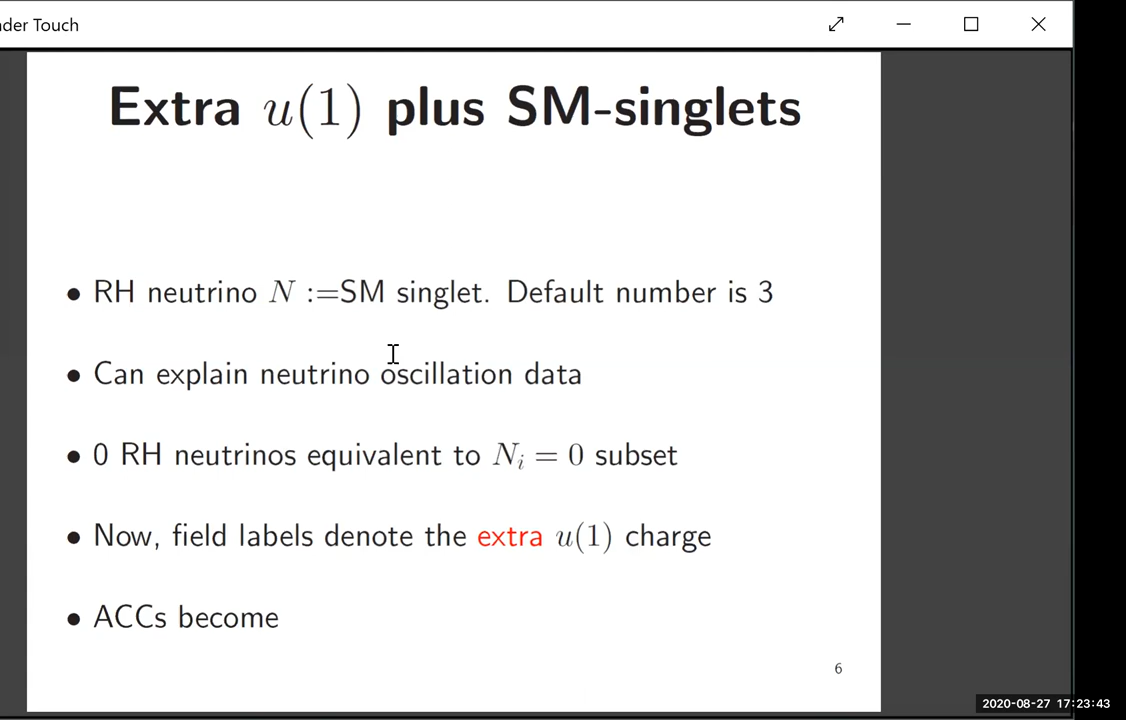 der Touch
Extra u(1) plus SM-singlets
• RH neutrino N :=SM singlet. Default number is 3
• Can explain neutrino oscillation data
• 0 RH neutrinos equivalent to Nᵢ = 0 subset
• Now, field labels denote the extra u(1) charge
• ACCs become
6
2020-08-27 17:23:43